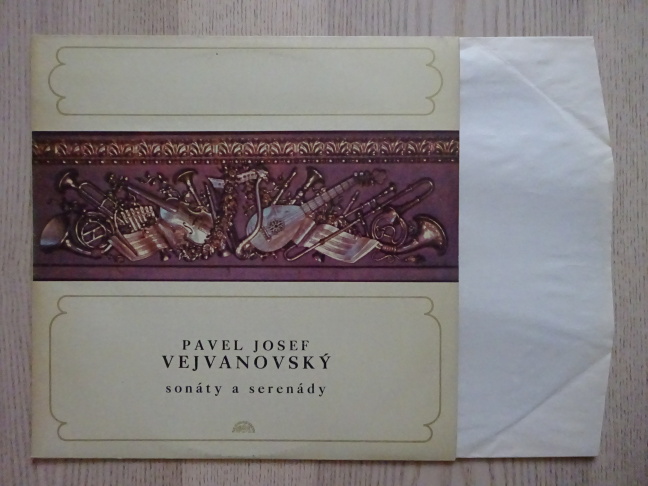 PAVEL JOSEF
VEJVANOVSKÝ
sonáty a serenády